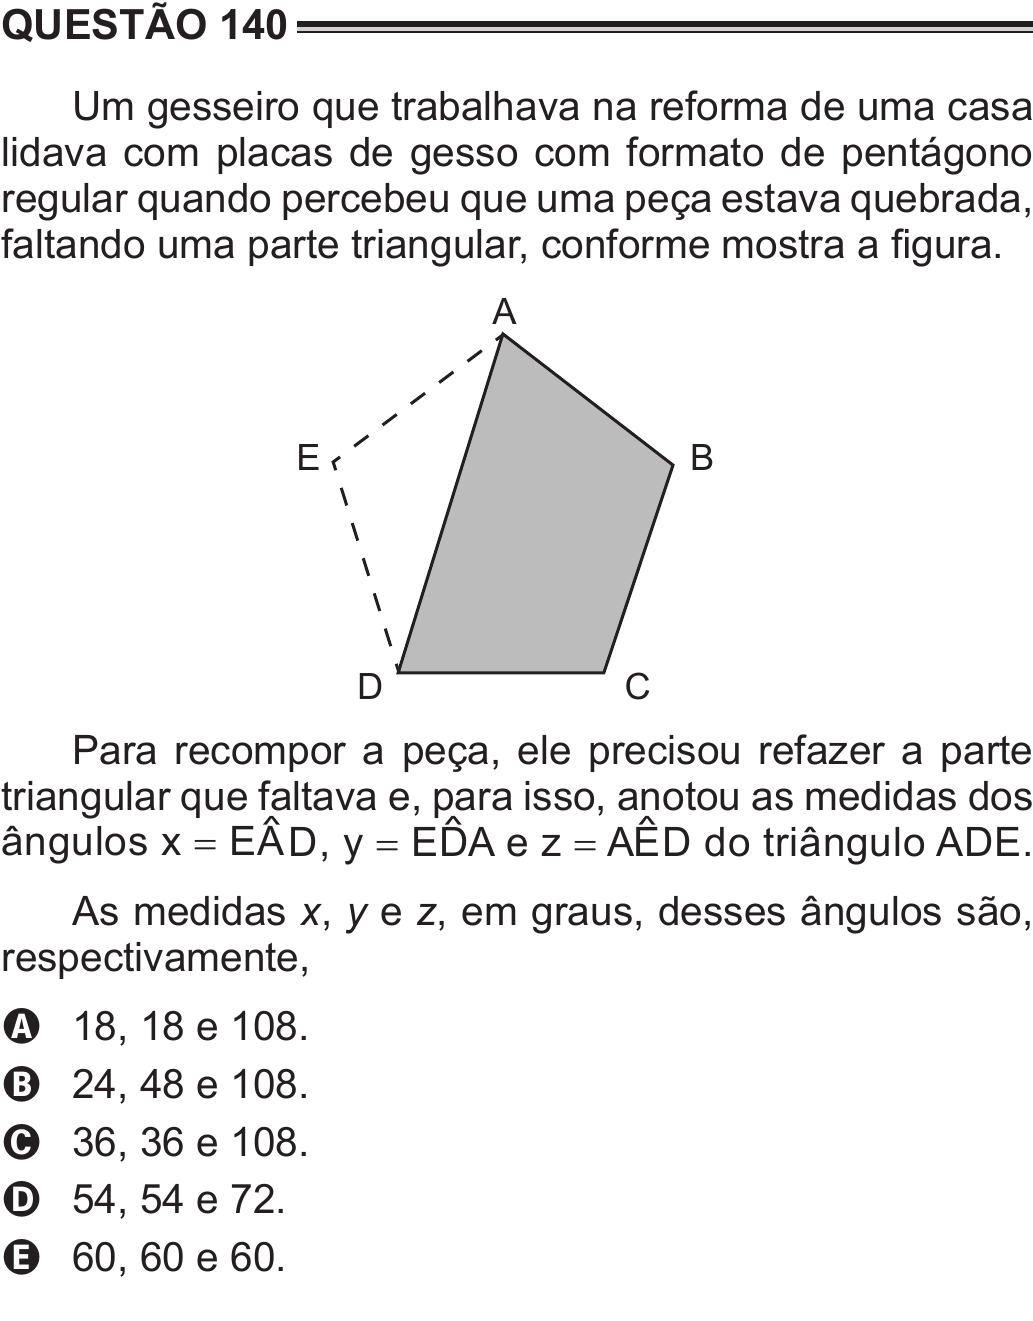 QUESTÃO 140
Um gesseiro que trabalhava na reforma de uma casa
lidava com placas de gesso com formato de pentágono
regular quando percebeu que uma peça estava quebrada,
faltando uma parte triangular, conforme mostra a figura.
A
E
B
D
C
Para recompor a peça, ele precisou refazer a parte
triangular que faltava e, para isso, anotou as medidas dos
ângulos x = EÂD, y = ED̂A e z = AÊD do triângulo ADE.
As medidas x, y e z, em graus, desses ângulos são,
respectivamente,
A 18, 18 e 108.
B 24, 48 e 108.
C 36, 36 e 108.
D 54, 54 e 72.
E 60, 60 e 60.